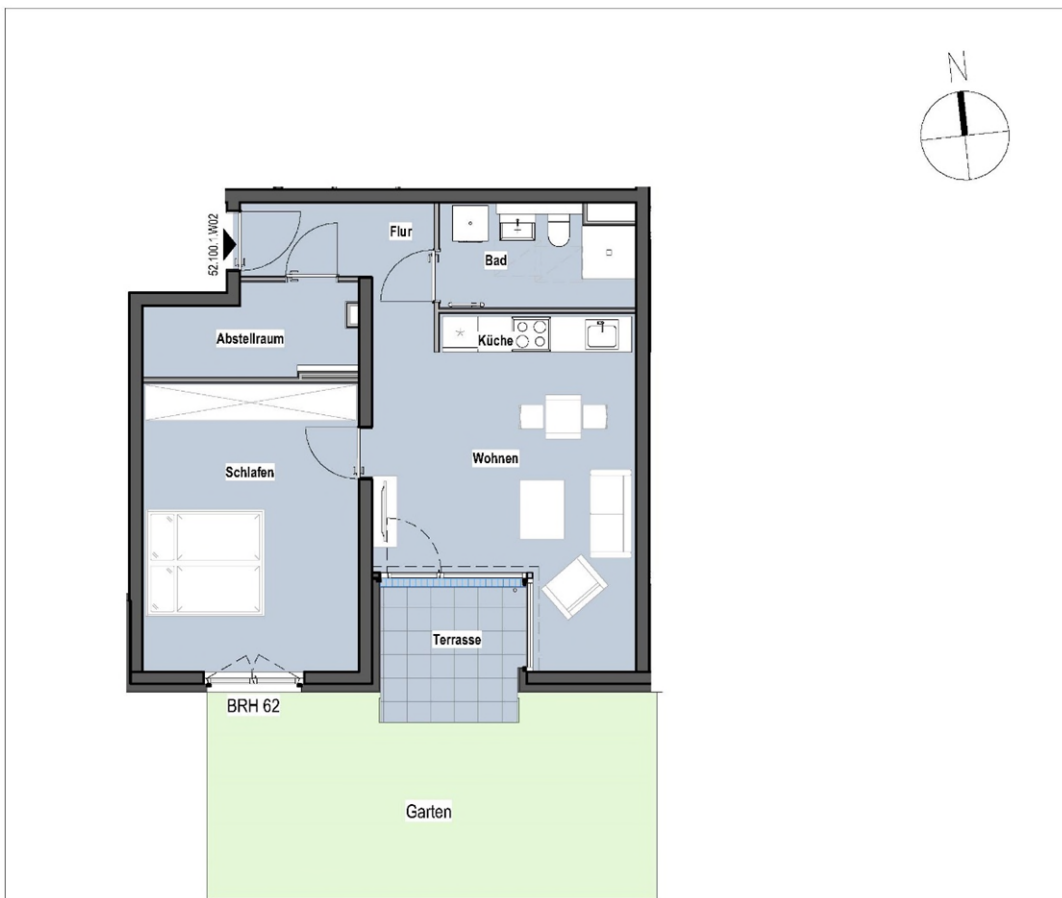 N
52.100.1.W02
Flur
Bad
Abstellraum
Küche
Wohnen
Schlafen
Terrasse
BRH 62
Garten